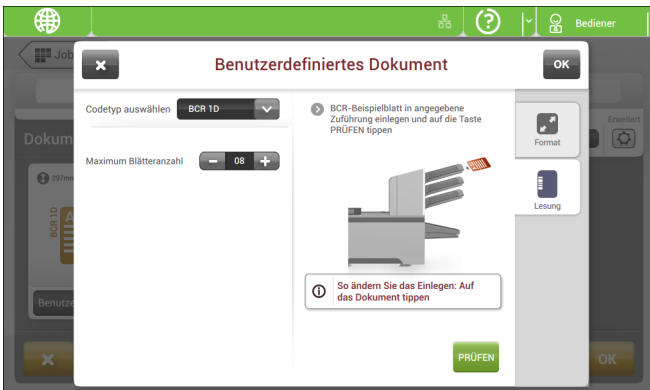 Bediener
Job
Benutzerdefiniertes Dokument
OK
Codetyp auswählen BCR 1D
BCR-Beispielblatt in angegebene
Zuführung einlegen und auf die Taste
PRÜFEN tippen
Erweitert
Dokum
Format
Maximum Blätteranzahl - 08 +
297mm
BCR 1D
A
Lesung
So ändern Sie das Einlegen: Auf
das Dokument tippen
Benutze
PRÜFEN
OK